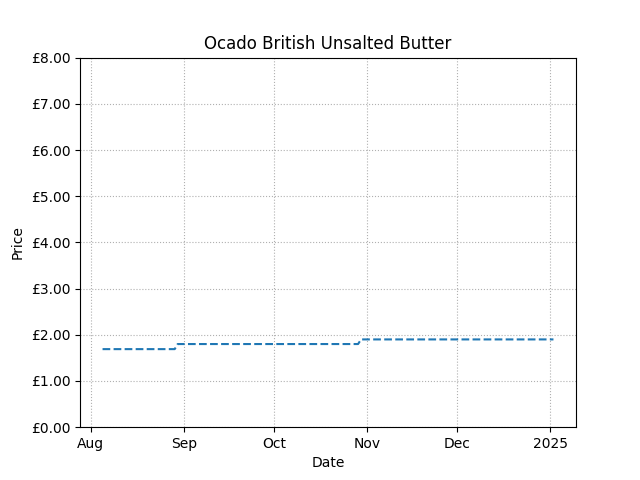 Ocado British Unsalted Butter
£8.00
£7.00
£6.00
£5.00
£4.00
£3.00
£2.00
£1.00
£0.00
Price
Aug Sep Oct Nov Dec 2025
Date